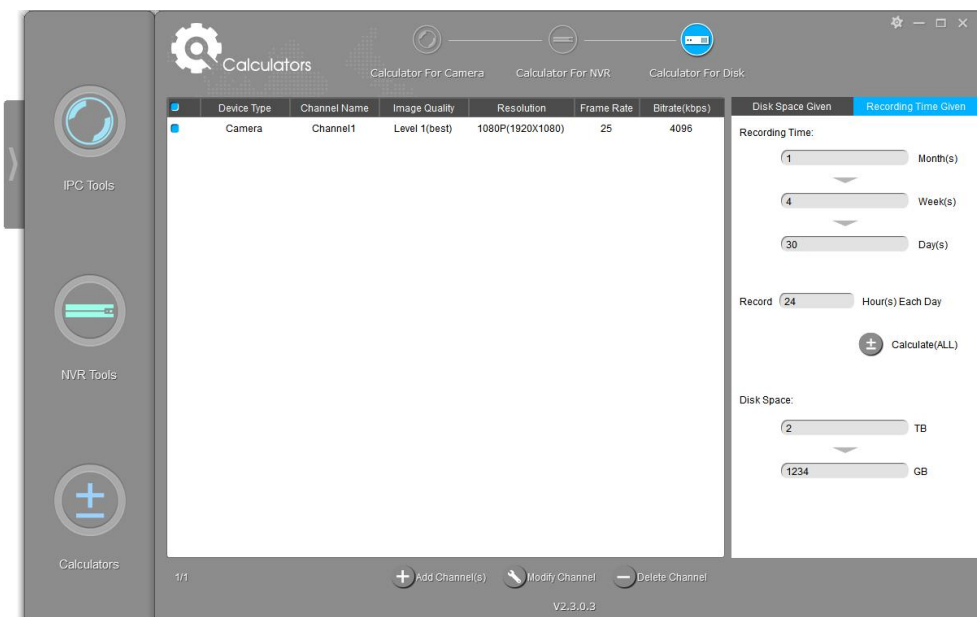 Calculators
Calculator For Camera Calculator For NVR Calculator For Disk
Device Type Channel Name Image Quality Resolution Frame Rate Bitrate(kbps)
Camera Channel1 Level 1(best) 1080P(1920X1080) 25 4096
Disk Space Given Recording Time Given
Recording Time:
1 Month(s)
4 Week(s)
30 Day(s)
Record 24 Hour(s) Each Day
Calculate(ALL)
Disk Space:
2 TB
1234 GB
IPC Tools
NVR Tools
Calculators
1/1 Add Channel(s) Modify Channel Delete Channel
V2.3.0.3